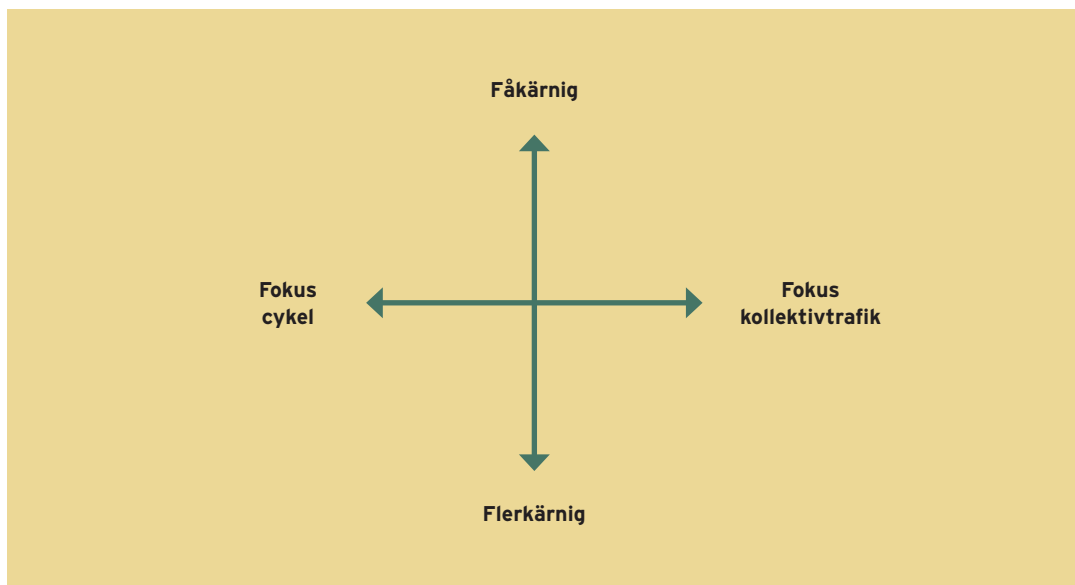 Fåkärnig
Fokus
cykel
Fokus
kollektivtrafik
Flerkärnig